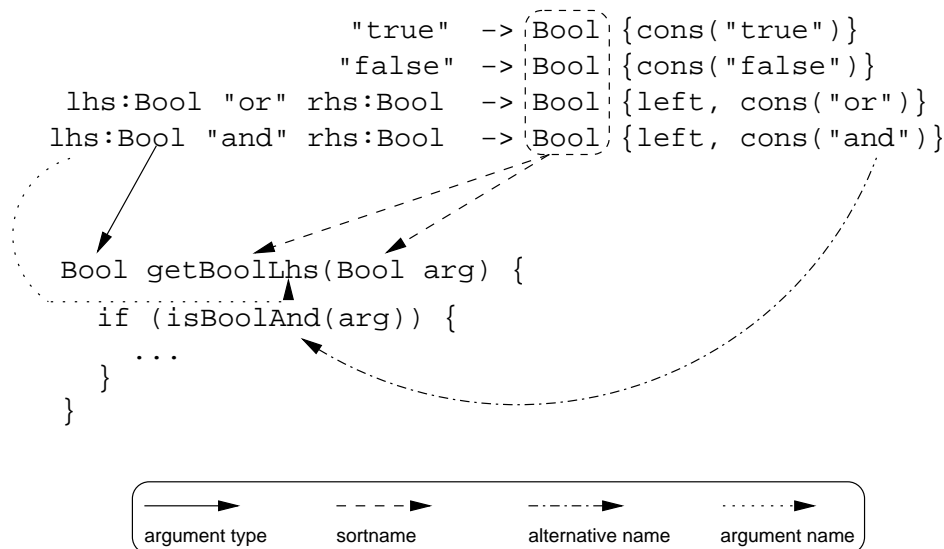 "true" -> Bool {cons("true")}
"false" -> Bool {cons("false")}
lhs:Bool "or" rhs:Bool -> Bool {left, cons("or")}
lhs:Bool "and" rhs:Bool -> Bool {left, cons("and")}
Bool getBoolLhs(Bool arg) {
if (isBoolAnd(arg)) {
...
}
}
argument type sortname alternative name argument name